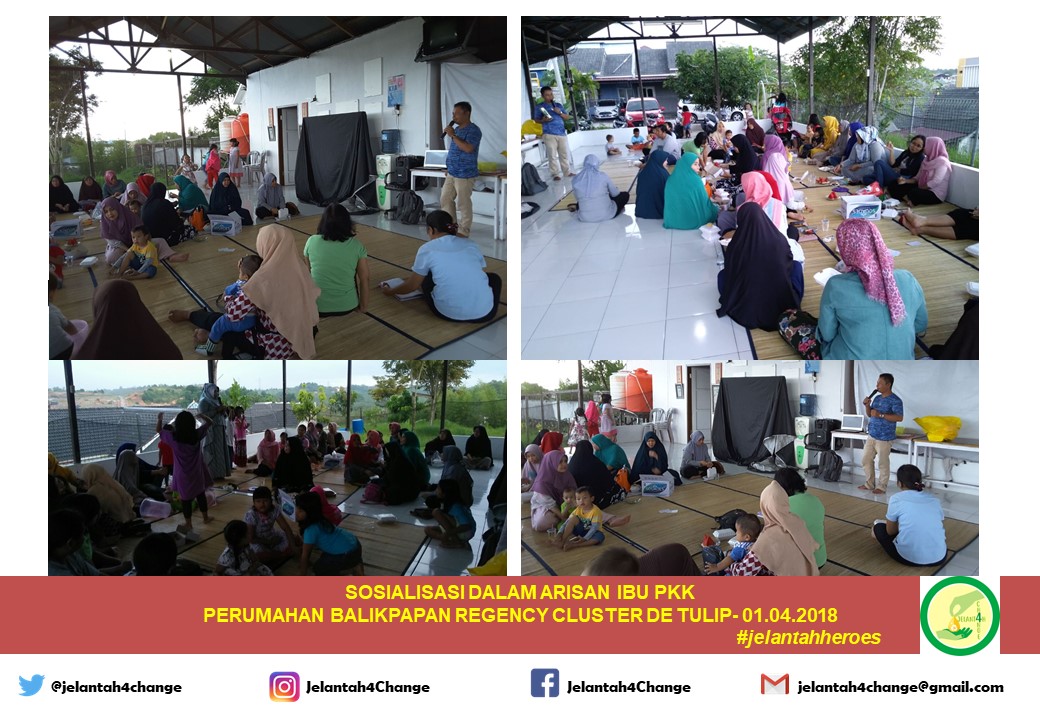 SOSIALISASI DALAM ARISAN IBU PKK
PERUMAHAN BALIKPAPAN REGENCY CLUSTER DE TULIP- 01.04.2018
#jelantahheroes
@jelantah4change
Jelantah4Change
Jelantah4Change
jelantah4change@gmail.com